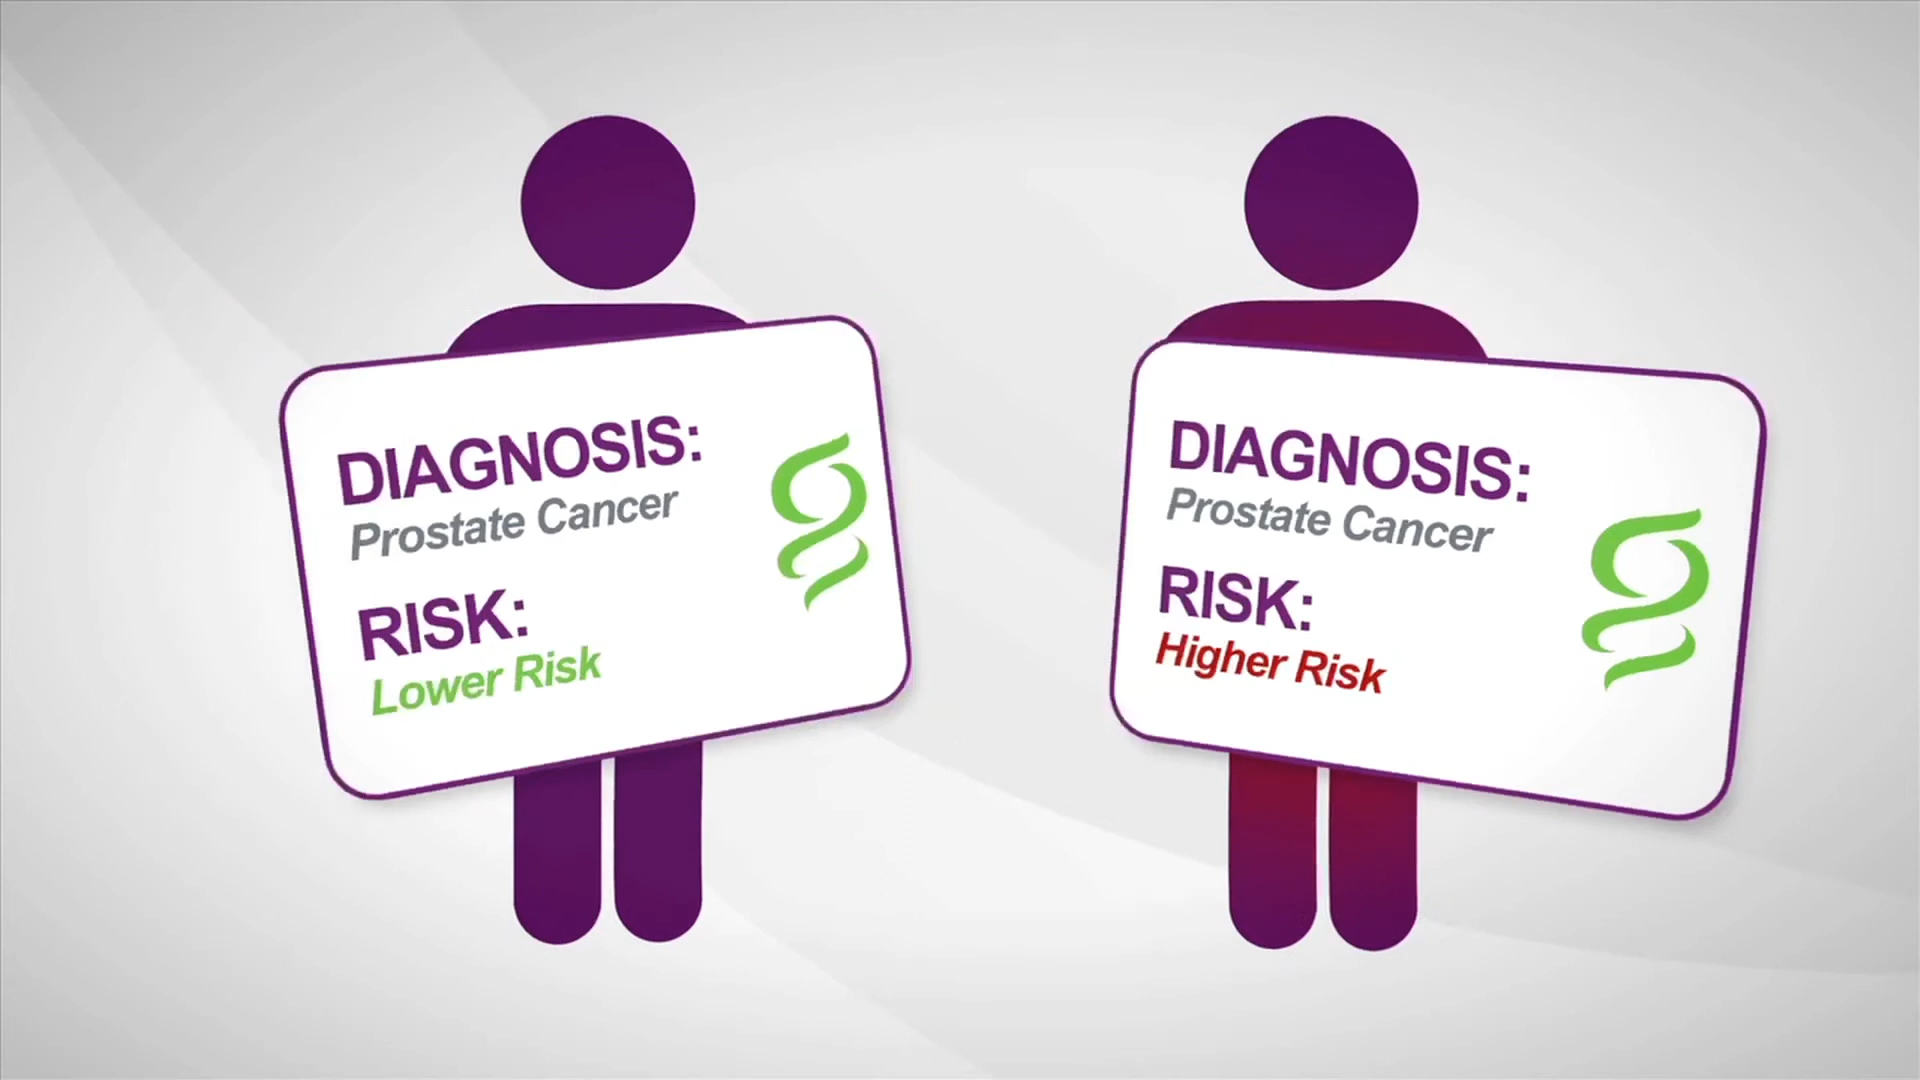 DIAGNOSIS:
Prostate Cancer
RISK:
Lower Risk
DIAGNOSIS:
Prostate Cancer
RISK:
Higher Risk